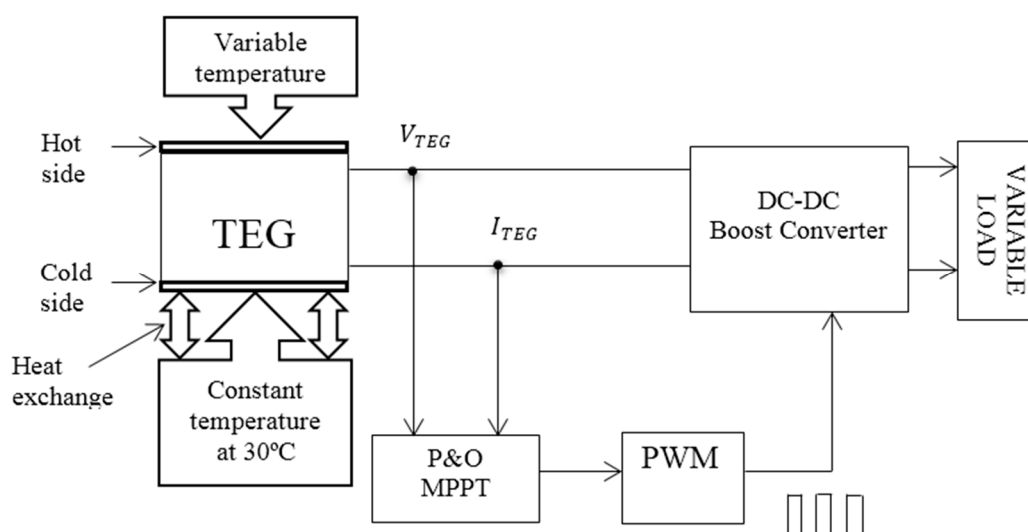 Variable
temperature
Hot
side
V_TEG
TEG
I_TEG
DC-DC
Boost Converter
VARIABLE
LOAD
Cold
side
Heat
exchange
Constant
temperature
at 30ºC
P&O
MPPT
PWM